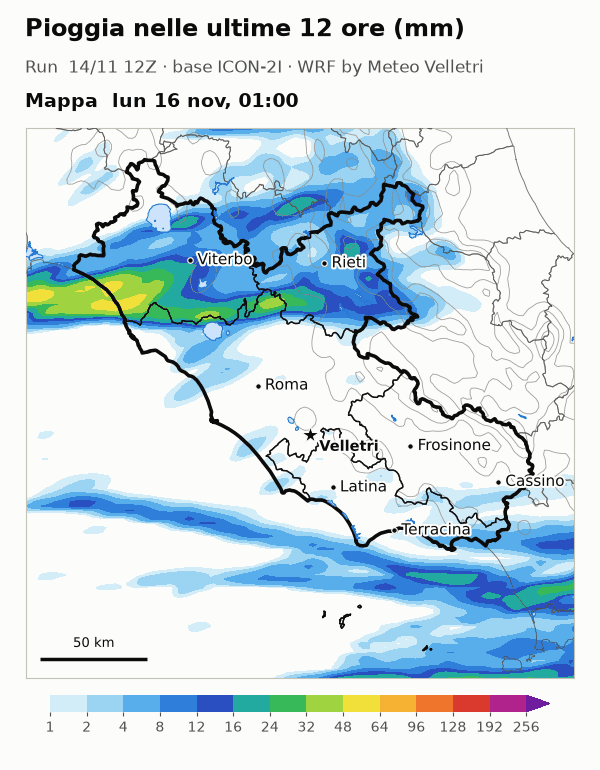 Pioggia nelle ultime 12 ore (mm)
Run  14/11 12Z · base ICON-2I · WRF by Meteo Velletri
Mappa  lun 16 nov, 01:00
Viterbo
Rieti
Roma
Velletri
Frosinone
Latina
Cassino
Terracina
50 km
1 2 4 8 12 16 24 32 48 64 96 128 192 256